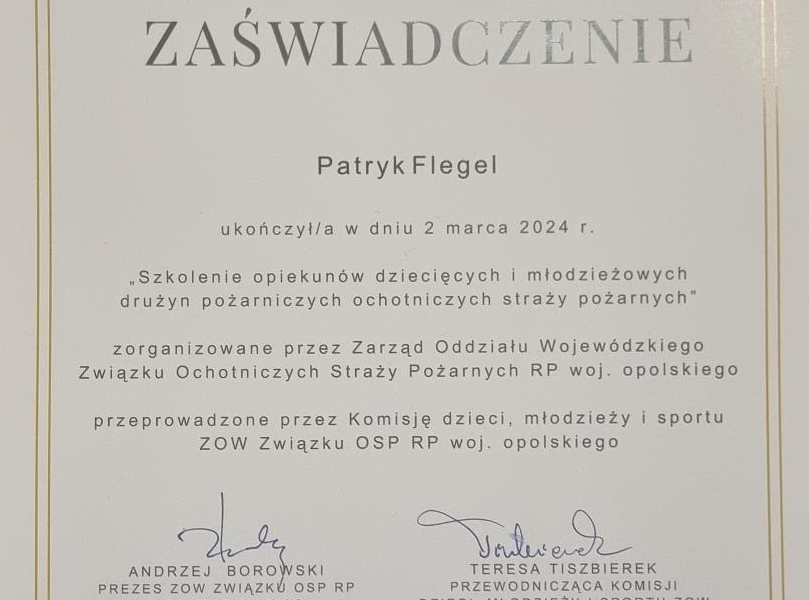 ZAŚWIADCZENIE
Patryk Flegel
ukończył/a w dniu 2 marca 2024 r.
„Szkolenie opiekunów dziecięcych i młodzieżowych
drużyn pożarniczych ochotniczych straży pożarnych"
zorganizowane przez Zarząd Oddziału Wojewódzkiego
Związku Ochotniczych Straży Pożarnych RP woj. opolskiego
przeprowadzone przez Komisję dzieci, młodzieży i sportu
ZOW Związku OSP RP woj. opolskiego
ANDRZEJ BOROWSKI
PREZES ZOW ZWIĄZKU OSP RP
TERESA TISZBIEREK
PRZEWODNICZĄCA KOMISJI